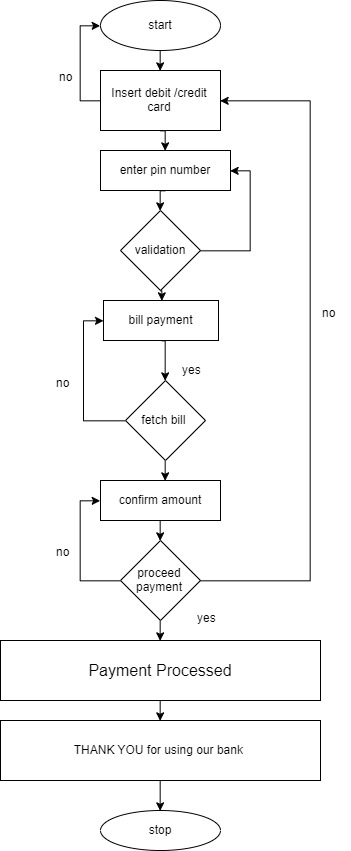 start
no
Insert debit /credit
card
enter pin number
validation
bill payment
no
yes
no
fetch bill
confirm amount
no
proceed
payment
yes
Payment Processed
THANK YOU for using our bank
stop